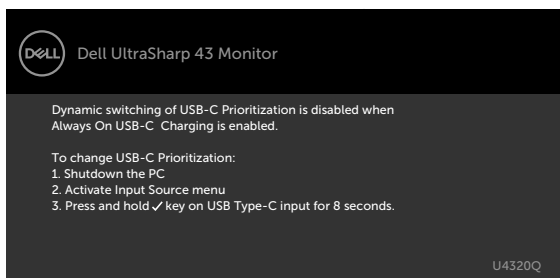 DELL
Dell UltraSharp 43 Monitor
Dynamic switching of USB-C Prioritization is disabled when
Always On USB-C Charging is enabled.
To change USB-C Prioritization:
1. Shutdown the PC
2. Activate Input Source menu
3. Press and hold ✓ key on USB Type-C input for 8 seconds.
U4320Q